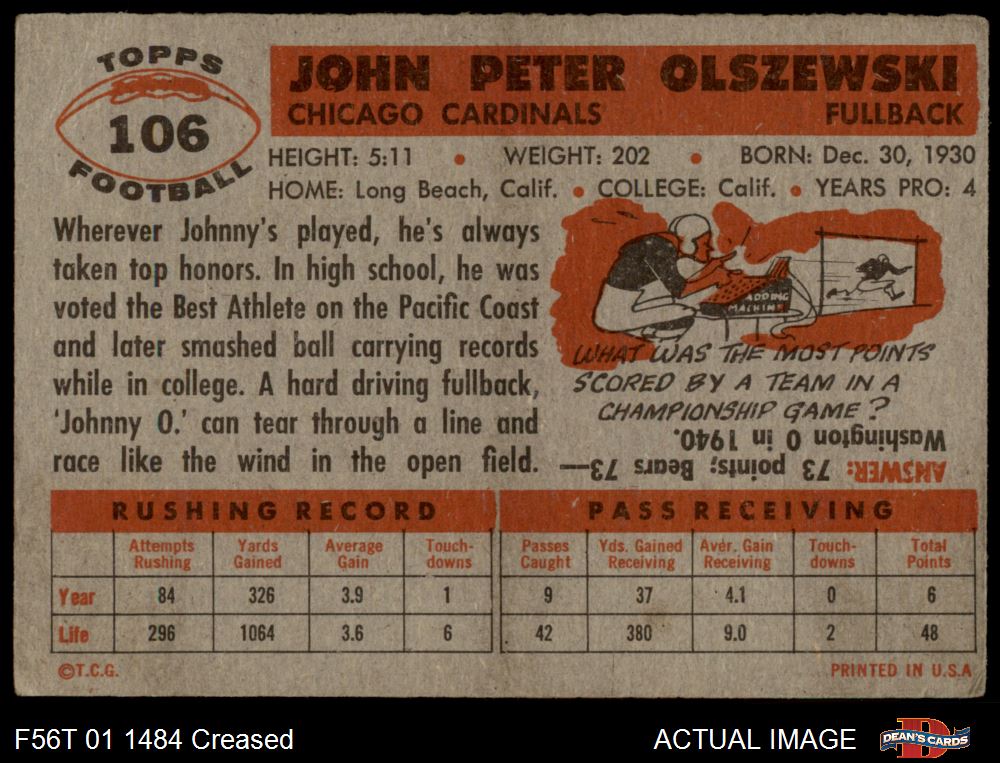 TOPPS
106
FOOTBALL
JOHN PETER OLSZEWSKI
CHICAGO CARDINALS FULLBACK
HEIGHT: 5:11 • WEIGHT: 202 • BORN: Dec. 30, 1930
HOME: Long Beach, Calif. • COLLEGE: Calif. • YEARS PRO: 4
Wherever Johnny's played, he's always
taken top honors. In high school, he was
voted the Best Athlete on the Pacific Coast
and later smashed ball carrying records
while in college. A hard driving fullback,
'Johnny O.' can tear through a line and
race like the wind in the open field.
ADDING
MACHINE
WHAT WAS THE MOST POINTS
SCORED BY A TEAM IN A
CHAMPIONSHIP GAME?
ANSWER: 73 points; Bears 73—
Washington 0 in 1940.
RUSHING RECORD PASS RECEIVING
Attempts Rushing Yards Gained Average Gain Touch-downs Passes Caught Yds. Gained Receiving Aver. Gain Receiving Touch-downs Total Points
Year 84 326 3.9 1 9 37 4.1 0 6
Life 296 1064 3.6 6 42 380 9.0 2 48
©T.C.G. PRINTED IN U.S.A
F56T 01 1484 Creased ACTUAL IMAGE DEAN'S CARDS